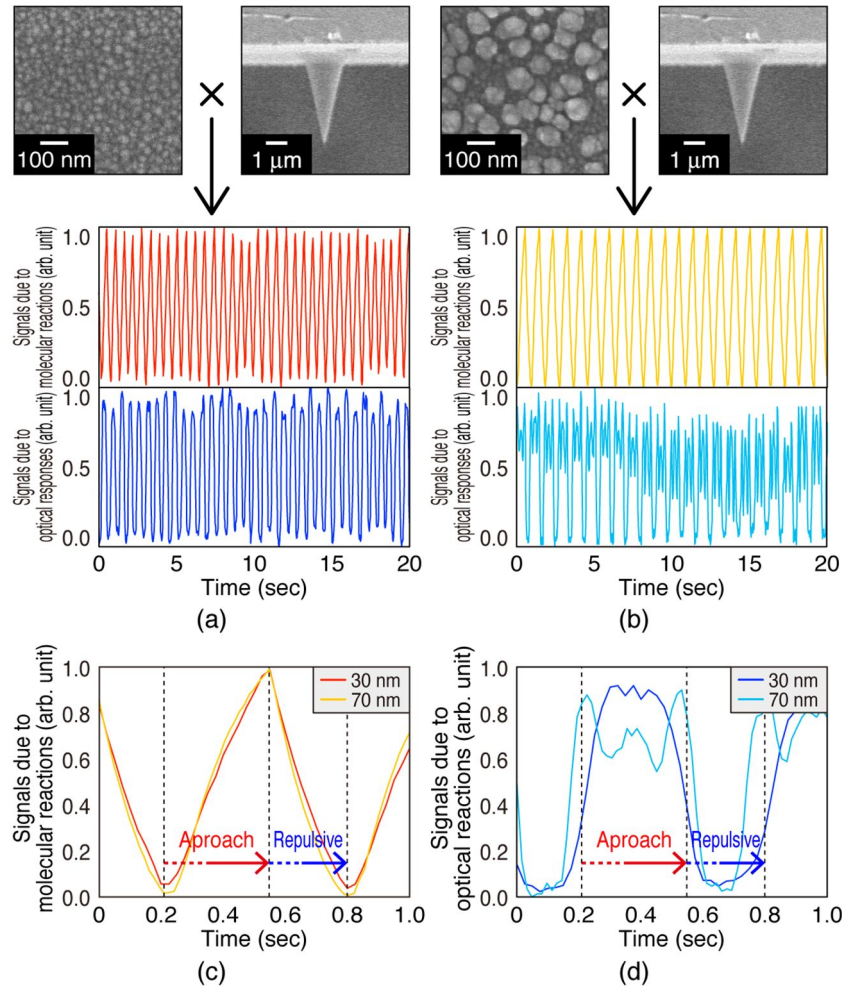 100 nm
×
1 μm
100 nm
×
1 μm
Signals due to
molecular reactions (arb. unit)
1.0
0.5
0.0
Signals due to
optical responses (arb. unit)
1.0
0.5
0.0
0 5 10 15 20
Time (sec)
(a)
Signals due to
molecular reactions (arb. unit)
1.0
0.5
0.0
Signals due to
optical responses (arb. unit)
1.0
0.5
0.0
0 5 10 15 20
Time (sec)
(b)
Signals due to
molecular reactions (arb. unit)
1.0
0.8
0.6
0.4
0.2
0.0
30 nm
70 nm
Aproach
Repulsive
0 0.2 0.4 0.6 0.8 1.0
Time (sec)
(c)
Signals due to
optical reactions (arb. unit)
1.0
0.8
0.6
0.4
0.2
0.0
30 nm
70 nm
Aproach
Repulsive
0 0.2 0.4 0.6 0.8 1.0
Time (sec)
(d)